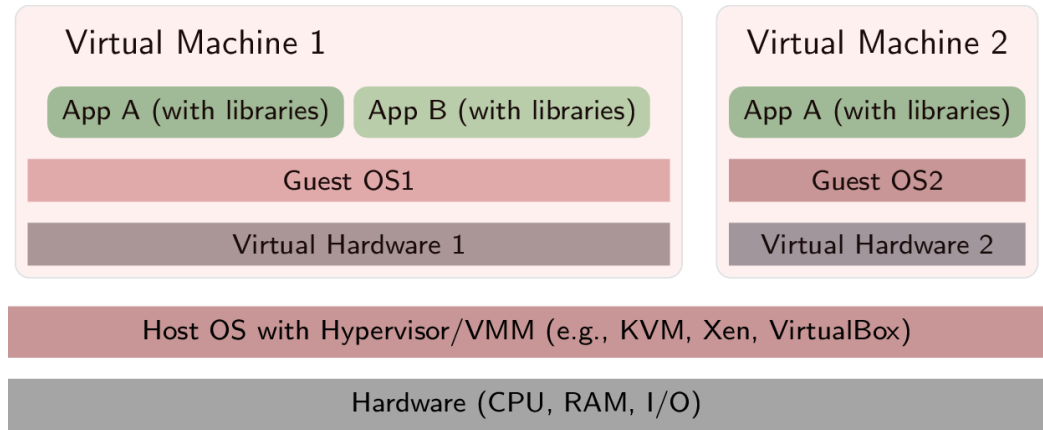 Virtual Machine 1
App A (with libraries)
App B (with libraries)
Guest OS1
Virtual Hardware 1
Virtual Machine 2
App A (with libraries)
Guest OS2
Virtual Hardware 2
Host OS with Hypervisor/VMM (e.g., KVM, Xen, VirtualBox)
Hardware (CPU, RAM, I/O)